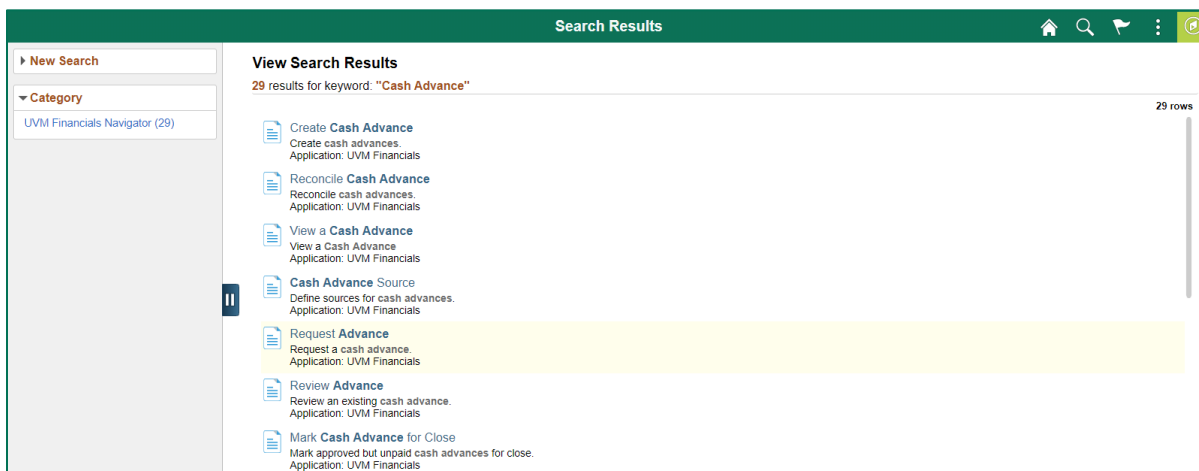 Search Results
New Search
Category
UVM Financials Navigator (29)
View Search Results
29 results for keyword: "Cash Advance"
29 rows
Create Cash Advance
Create cash advances.
Application: UVM Financials
Reconcile Cash Advance
Reconcile cash advances.
Application: UVM Financials
View a Cash Advance
View a Cash Advance
Application: UVM Financials
Cash Advance Source
Define sources for cash advances.
Application: UVM Financials
Request Advance
Request a cash advance.
Application: UVM Financials
Review Advance
Review an existing cash advance.
Application: UVM Financials
Mark Cash Advance for Close
Mark approved but unpaid cash advances for close.
Application: UVM Financials